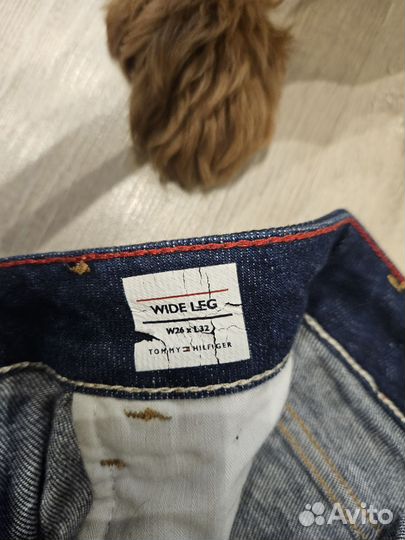 WIDE LEG
W26 x L32
TOMMY HILFIGER
Avito